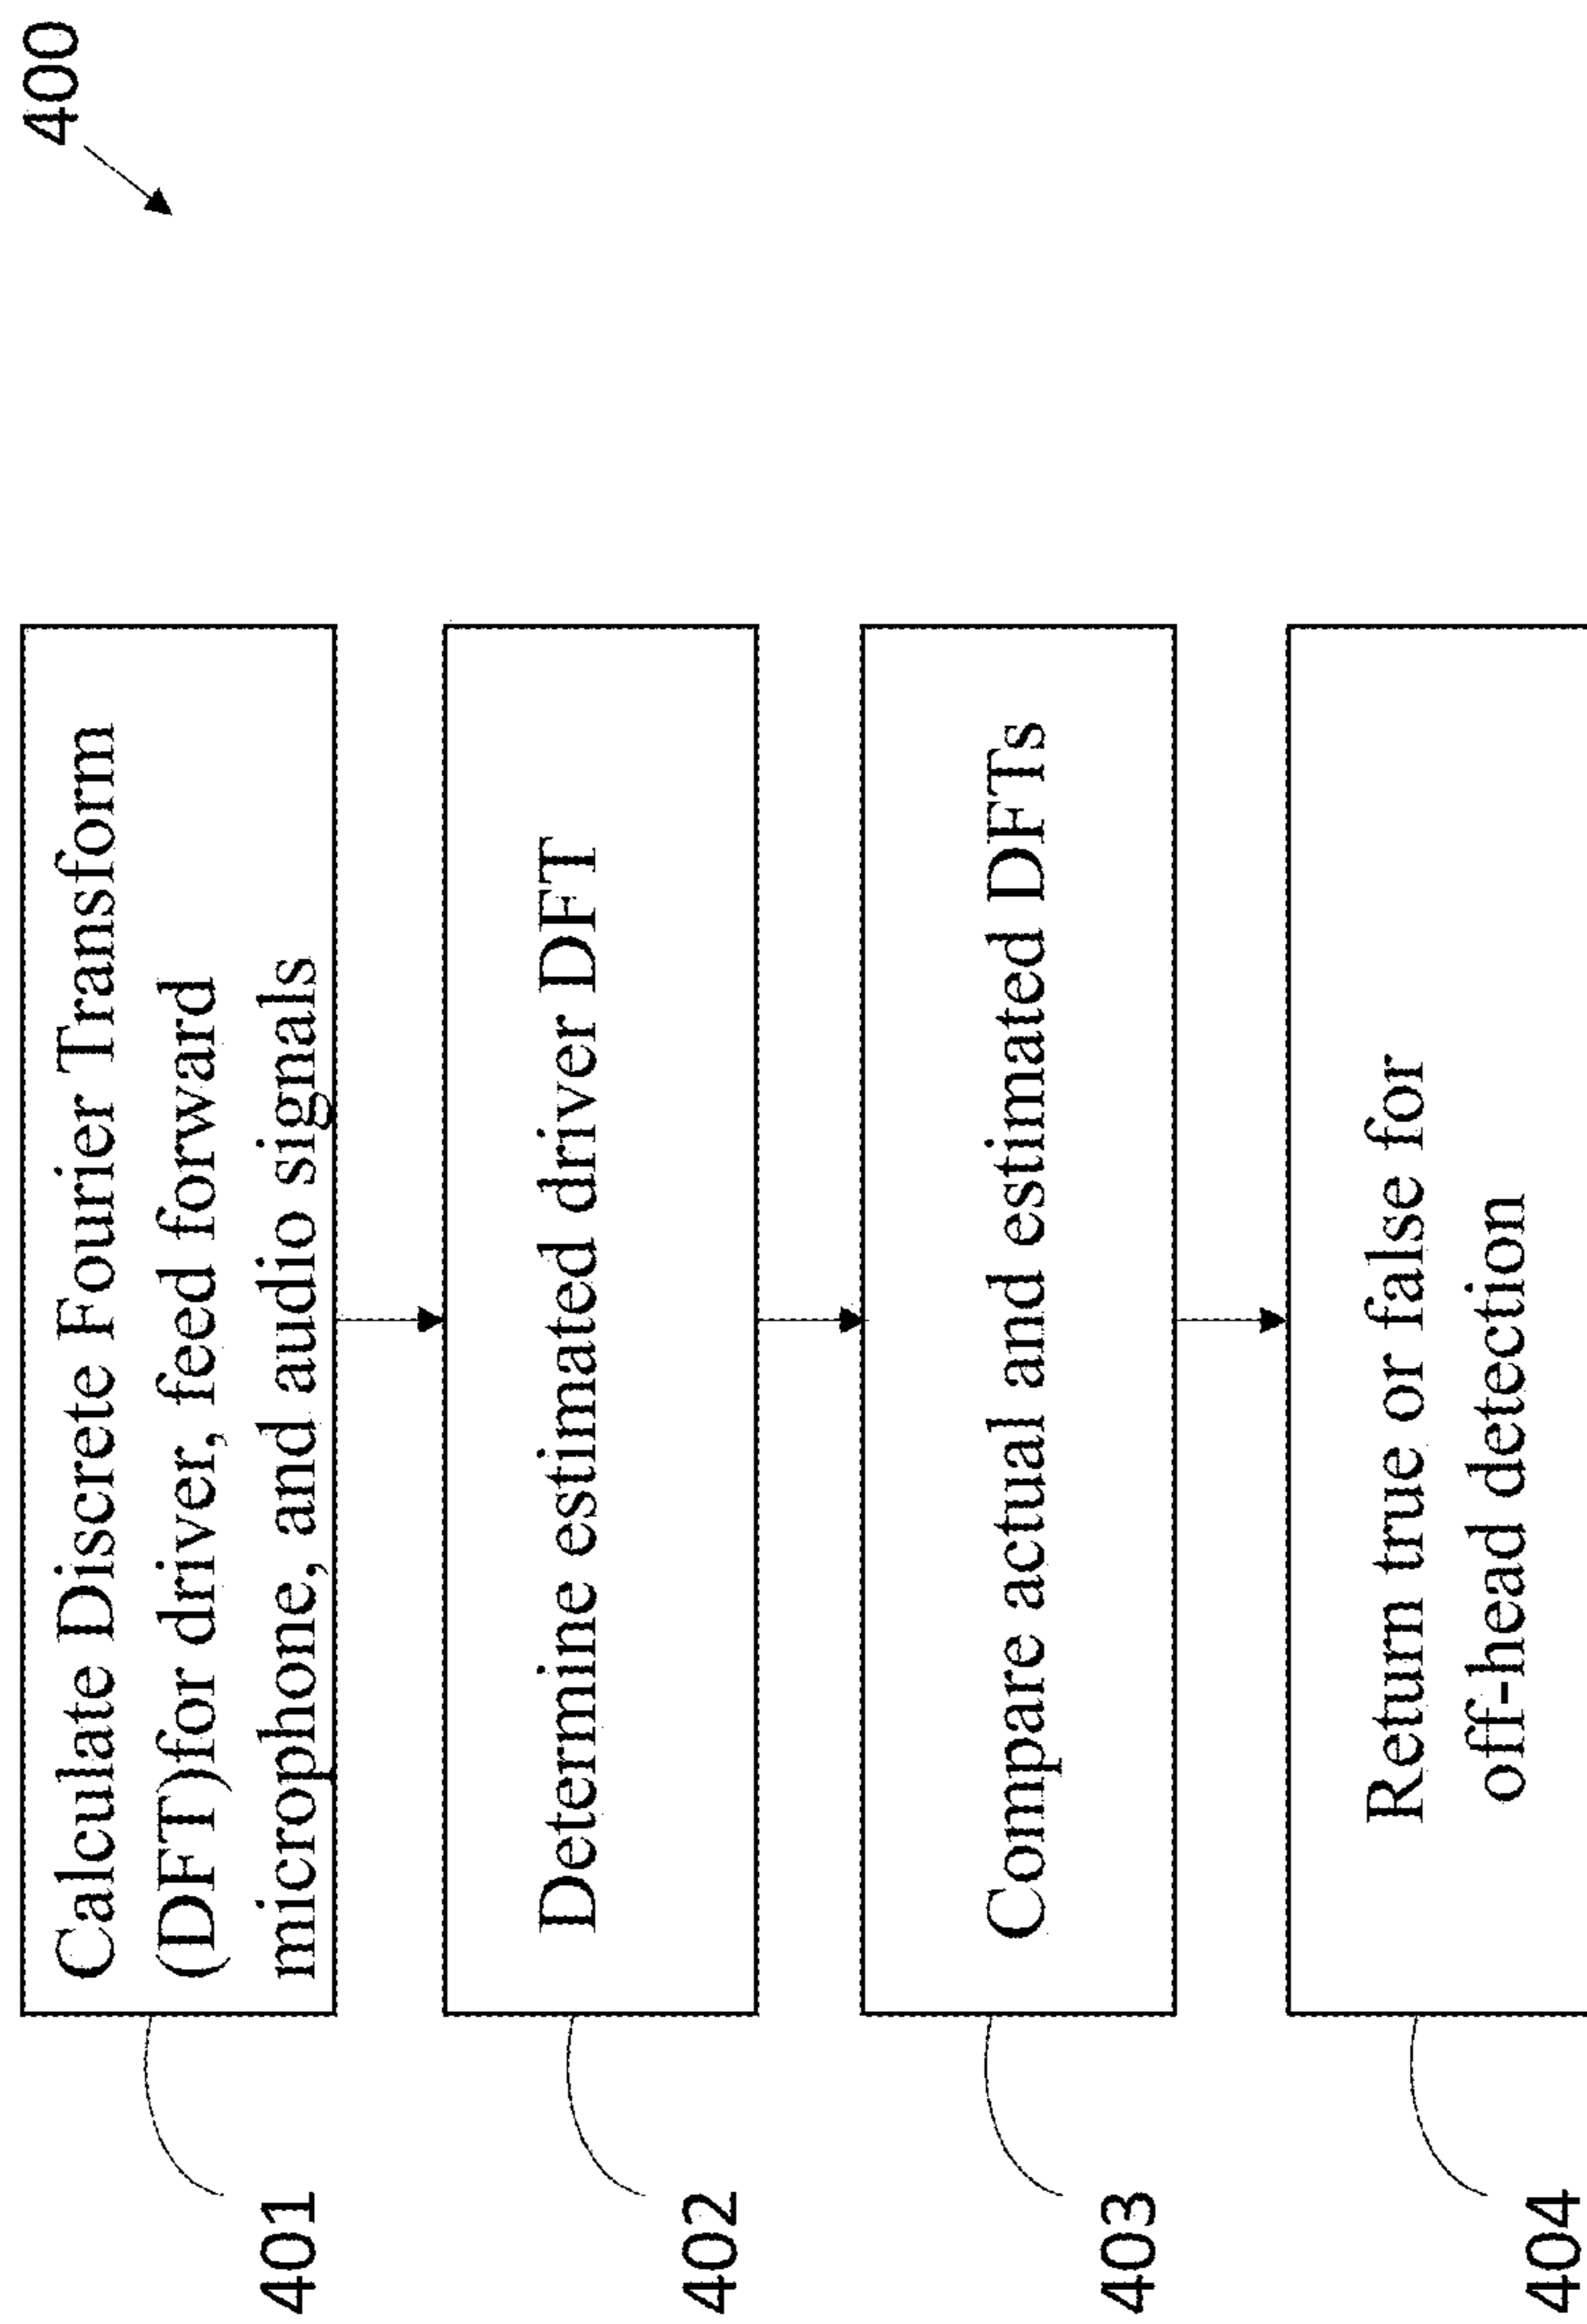 400
401
Calculate Discrete Fourier Transform
(DFT)for driver, feed forward
microphone, and audio signals
402
Determine estimated driver DFT
403
Compare actual and estimated DFTs
404
Return true or false for
off-head detection